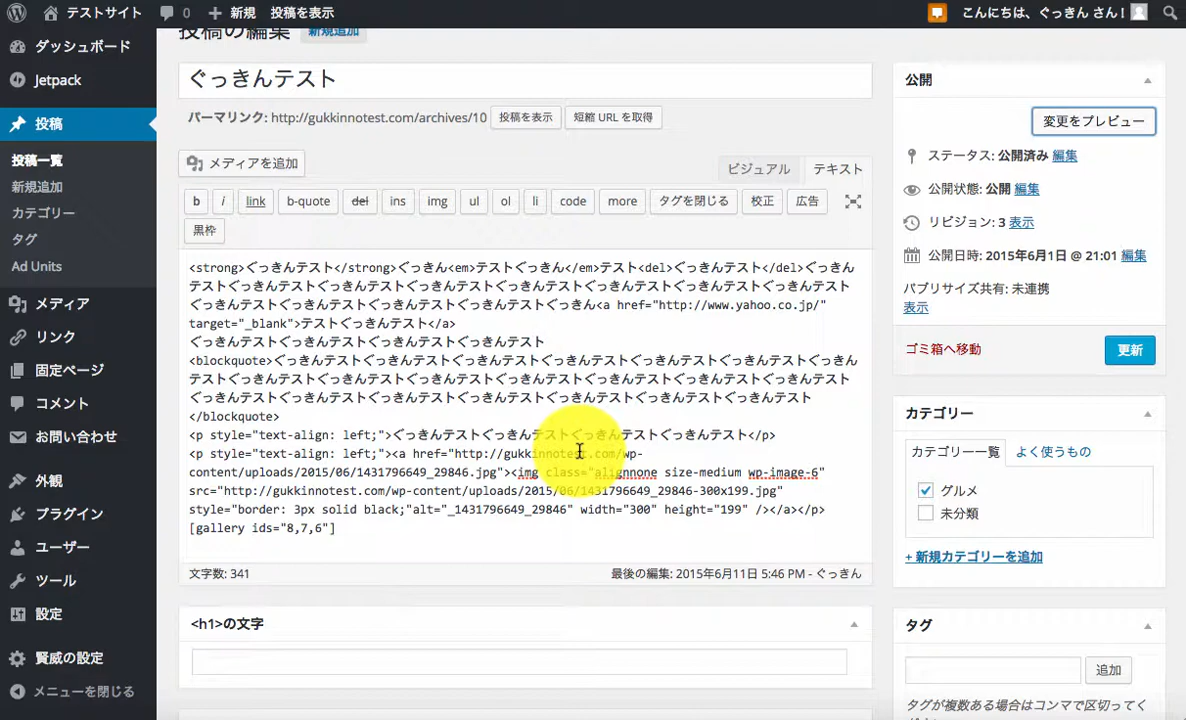 テストサイト 0 新規 投稿を表示 こんにちは、ぐっきん さん！
ダッシュボード
Jetpack
投稿
投稿一覧
新規追加
カテゴリー
タグ
Ad Units
メディア
リンク
固定ページ
コメント
お問い合わせ
外観
プラグイン
ユーザー
ツール
設定
賢威の設定
メニューを閉じる
投稿の編集 新規追加
ぐっきんテスト
パーマリンク: http://gukkinnotest.com/archives/10 投稿を表示 短縮 URL を取得
メディアを追加 ビジュアル テキスト
b i link b-quote del ins img ul ol li code more タグを閉じる 校正 広告
黒枠
<strong>ぐっきんテスト</strong>ぐっきん<em>テストぐっきん</em>テスト<del>ぐっきんテスト</del>ぐっきん
テストぐっきんテストぐっきんテストぐっきんテストぐっきんテストぐっきんテストぐっきんテストぐっきんテスト
ぐっきんテストぐっきんテストぐっきんテストぐっきんテストぐっきん<a href="http://www.yahoo.co.jp/"
target="_blank">テストぐっきんテスト</a>
ぐっきんテストぐっきんテストぐっきんテストぐっきんテスト
<blockquote>ぐっきんテストぐっきんテストぐっきんテストぐっきんテストぐっきんテストぐっきんテストぐっきん
テストぐっきんテストぐっきんテストぐっきんテストぐっきんテストぐっきんテストぐっきんテストぐっきんテスト
ぐっきんテストぐっきんテストぐっきんテストぐっきんテストぐっきんテストぐっきんテストぐっきんテスト
</blockquote>
<p style="text-align: left;">ぐっきんテストぐっきんテストぐっきんテストぐっきんテスト</p>
<p style="text-align: left;"><a href="http://gukkinnotest.com/wp-
content/uploads/2015/06/1431796649_29846.jpg"><img class="alignnone size-medium wp-image-6"
src="http://gukkinnotest.com/wp-content/uploads/2015/06/1431796649_29846-300x199.jpg"
style="border: 3px solid black;"alt="_1431796649_29846" width="300" height="199" /></a></p>
[gallery ids="8,7,6"]
文字数: 341 最後の編集: 2015年6月11日 5:46 PM - ぐっきん
<h1>の文字
公開
変更をプレビュー
ステータス: 公開済み 編集
公開状態: 公開 編集
リビジョン: 3 表示
公開日時: 2015年6月1日 @ 21:01 編集
パブリサイズ共有: 未連携
表示
ゴミ箱へ移動 更新
カテゴリー
カテゴリー一覧 よく使うもの
グルメ
未分類
+ 新規カテゴリーを追加
タグ
追加
タグが複数ある場合はコンマで区切ってく